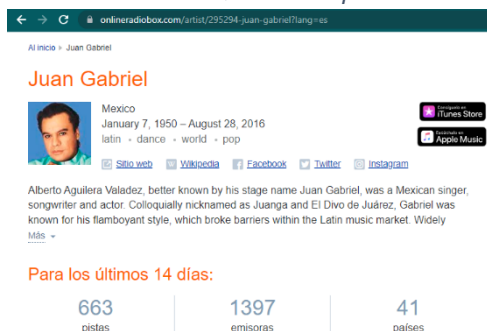 onlineradiobox.com/artist/295294-juan-gabriel?lang=es
Al inicio » Juan Gabriel
Juan Gabriel
Mexico
January 7, 1950 – August 28, 2016
latin - dance - world - pop
Consíguelo en
iTunes Store
Escúchalo en
Apple Music
Sitio web Wikipedia Facebook Twitter Instagram
Alberto Aguilera Valadez, better known by his stage name Juan Gabriel, was a Mexican singer,
songwriter and actor. Colloquially nicknamed as Juanga and El Divo de Juárez, Gabriel was
known for his flamboyant style, which broke barriers within the Latin music market. Widely
Más
Para los últimos 14 días:
663 1397 41
pistas emisoras países